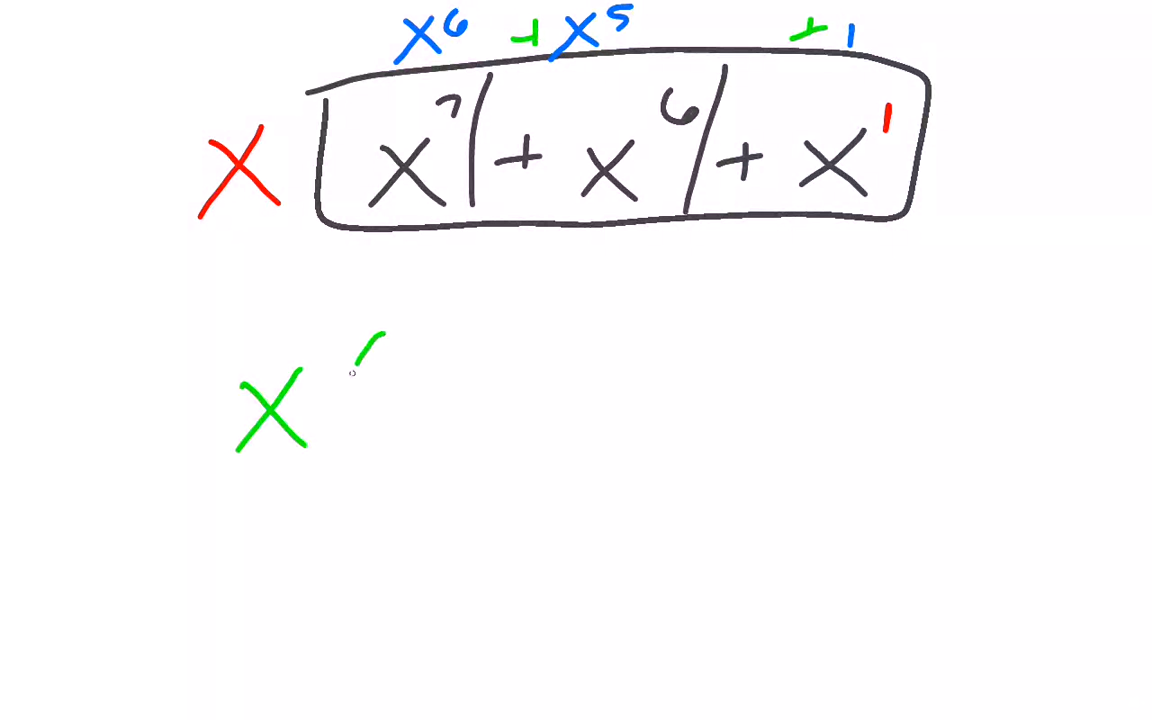 x⁶ + x⁵ + 1
x x⁷ + x⁶ + x¹
x (